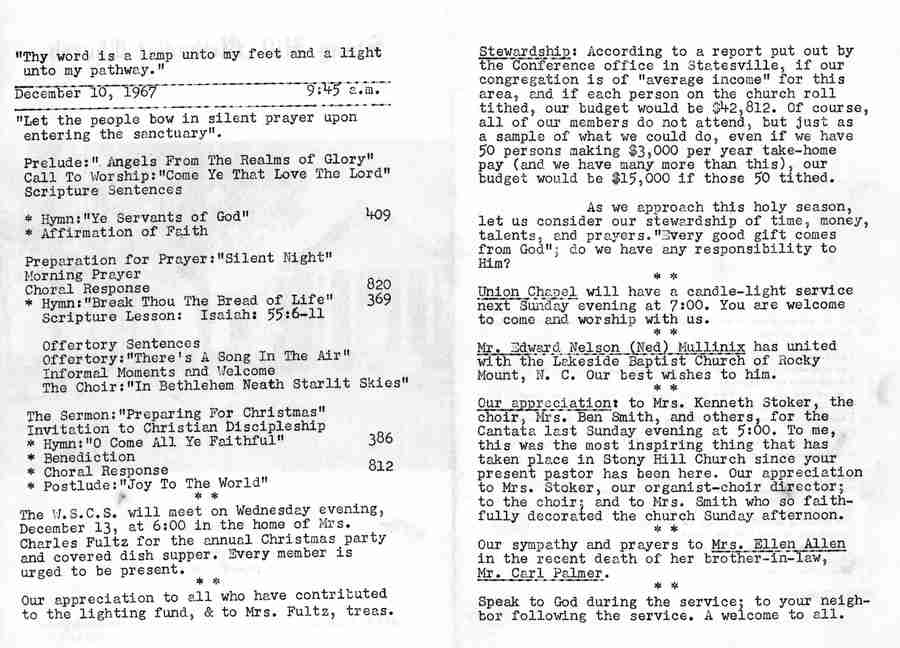 "Thy word is a lamp unto my feet and a light
unto my pathway."
December 10, 1967 9:45 a.m.
"Let the people bow in silent prayer upon
entering the sanctuary".
Prelude:" Angels From The Realms of Glory"
Call To Worship:"Come Ye That Love The Lord"
Scripture Sentences
* Hymn:"Ye Servants of God" 409
* Affirmation of Faith
Preparation for Prayer:"Silent Night"
Morning Prayer
Choral Response 820
* Hymn:"Break Thou The Bread of Life" 369
Scripture Lesson: Isaiah: 55:6-11
Offertory Sentences
Offertory:"There's A Song In The Air"
Informal Moments and Welcome
The Choir:"In Bethlehem Neath Starlit Skies"
The Sermon:"Preparing For Christmas"
Invitation to Christian Discipleship
* Hymn:"O Come All Ye Faithful" 386
* Benediction
* Choral Response 812
* Postlude:"Joy To The World"
* *
The W.S.C.S. will meet on Wednesday evening,
December 13, at 6:00 in the home of Mrs.
Charles Fultz for the annual Christmas party
and covered dish supper. Every member is
urged to be present.
* *
Our appreciation to all who have contributed
to the lighting fund, & to Mrs. Fultz, treas.
Stewardship: According to a report put out by
the Conference office in Statesville, if our
congregation is of "average income" for this
area, and if each person on the church roll
tithed, our budget would be $42,812. Of course,
all of our members do not attend, but just as
a sample of what we could do, even if we have
50 persons making $3,000 per year take-home
pay (and we have many more than this), our
budget would be $15,000 if those 50 tithed.
As we approach this holy season,
let us consider our stewardship of time, money,
talents, and prayers."Every good gift comes
from God"; do we have any responsibility to
Him?
* *
Union Chapel will have a candle-light service
next Sunday evening at 7:00. You are welcome
to come and worship with us.
* *
Mr. Edward Nelson (Ned) Mullinix has united
with the Lakeside Baptist Church of Rocky
Mount, N. C. Our best wishes to him.
* *
Our appreciation: to Mrs. Kenneth Stoker, the
choir, Mrs. Ben Smith, and others, for the
Cantata last Sunday evening at 5:00. To me,
this was the most inspiring thing that has
taken place in Stony Hill Church since your
present pastor has been here. Our appreciation
to Mrs. Stoker, our organist-choir director;
to the choir; and to Mrs. Smith who so faith-
fully decorated the church Sunday afternoon.
* *
Our sympathy and prayers to Mrs. Ellen Allen
in the recent death of her brother-in-law,
Mr. Carl Palmer.
* *
Speak to God during the service; to your neigh-
bor following the service. A welcome to all.